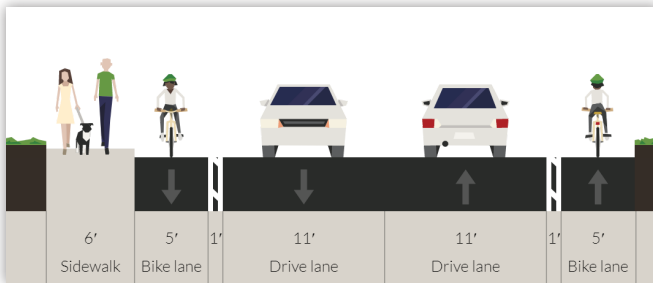 6′ 5′ 1′ 11′ 11′ 1′ 5′
Sidewalk Bike lane Drive lane Drive lane Bike lane